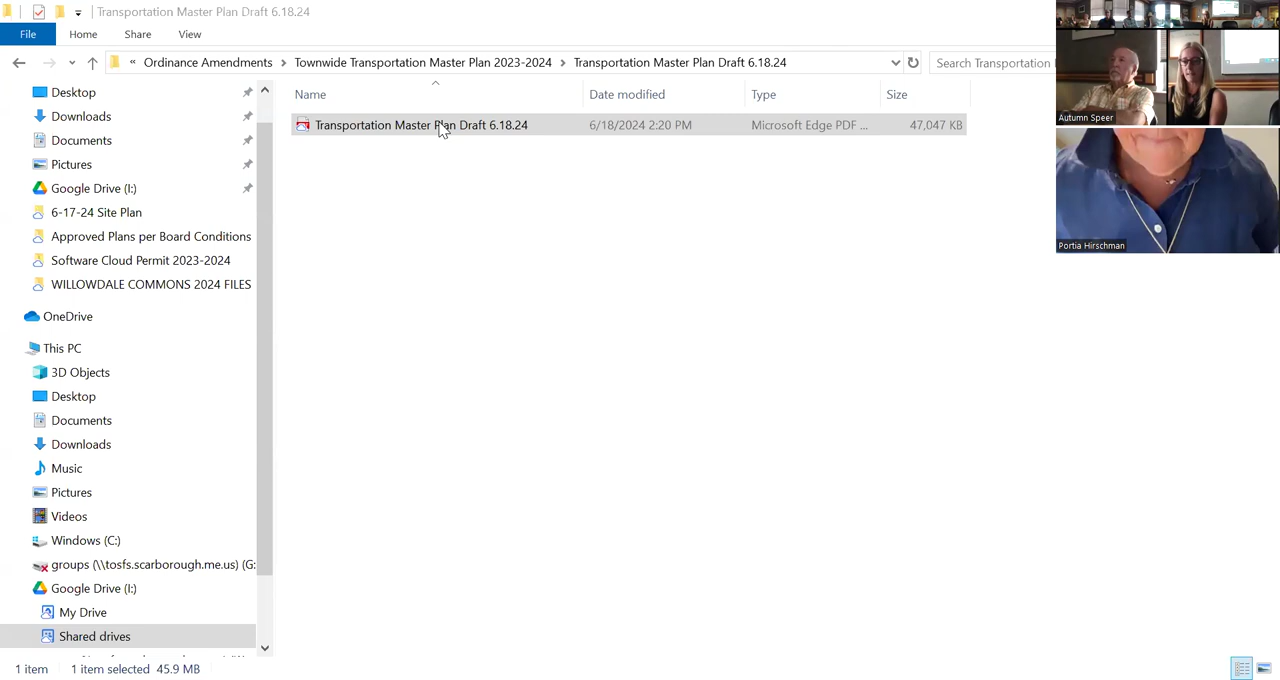 Transportation Master Plan Draft 6.18.24
File
Home
Share
View
« Ordinance Amendments > Townwide Transportation Master Plan 2023-2024 > Transportation Master Plan Draft 6.18.24
Search Transportation
Name
Date modified
Type
Size
Transportation Master Plan Draft 6.18.24
6/18/2024 2:20 PM
Microsoft Edge PDF ...
47,047 KB
Desktop
Downloads
Documents
Pictures
Google Drive (I:)
6-17-24 Site Plan
Approved Plans per Board Conditions
Software Cloud Permit 2023-2024
WILLOWDALE COMMONS 2024 FILES
OneDrive
This PC
3D Objects
Desktop
Documents
Downloads
Music
Pictures
Videos
Windows (C:)
groups (\\tosfs.scarborough.me.us) (G:
Google Drive (I:)
My Drive
Shared drives
1 item
1 item selected 45.9 MB
Autumn Speer
Portia Hirschman